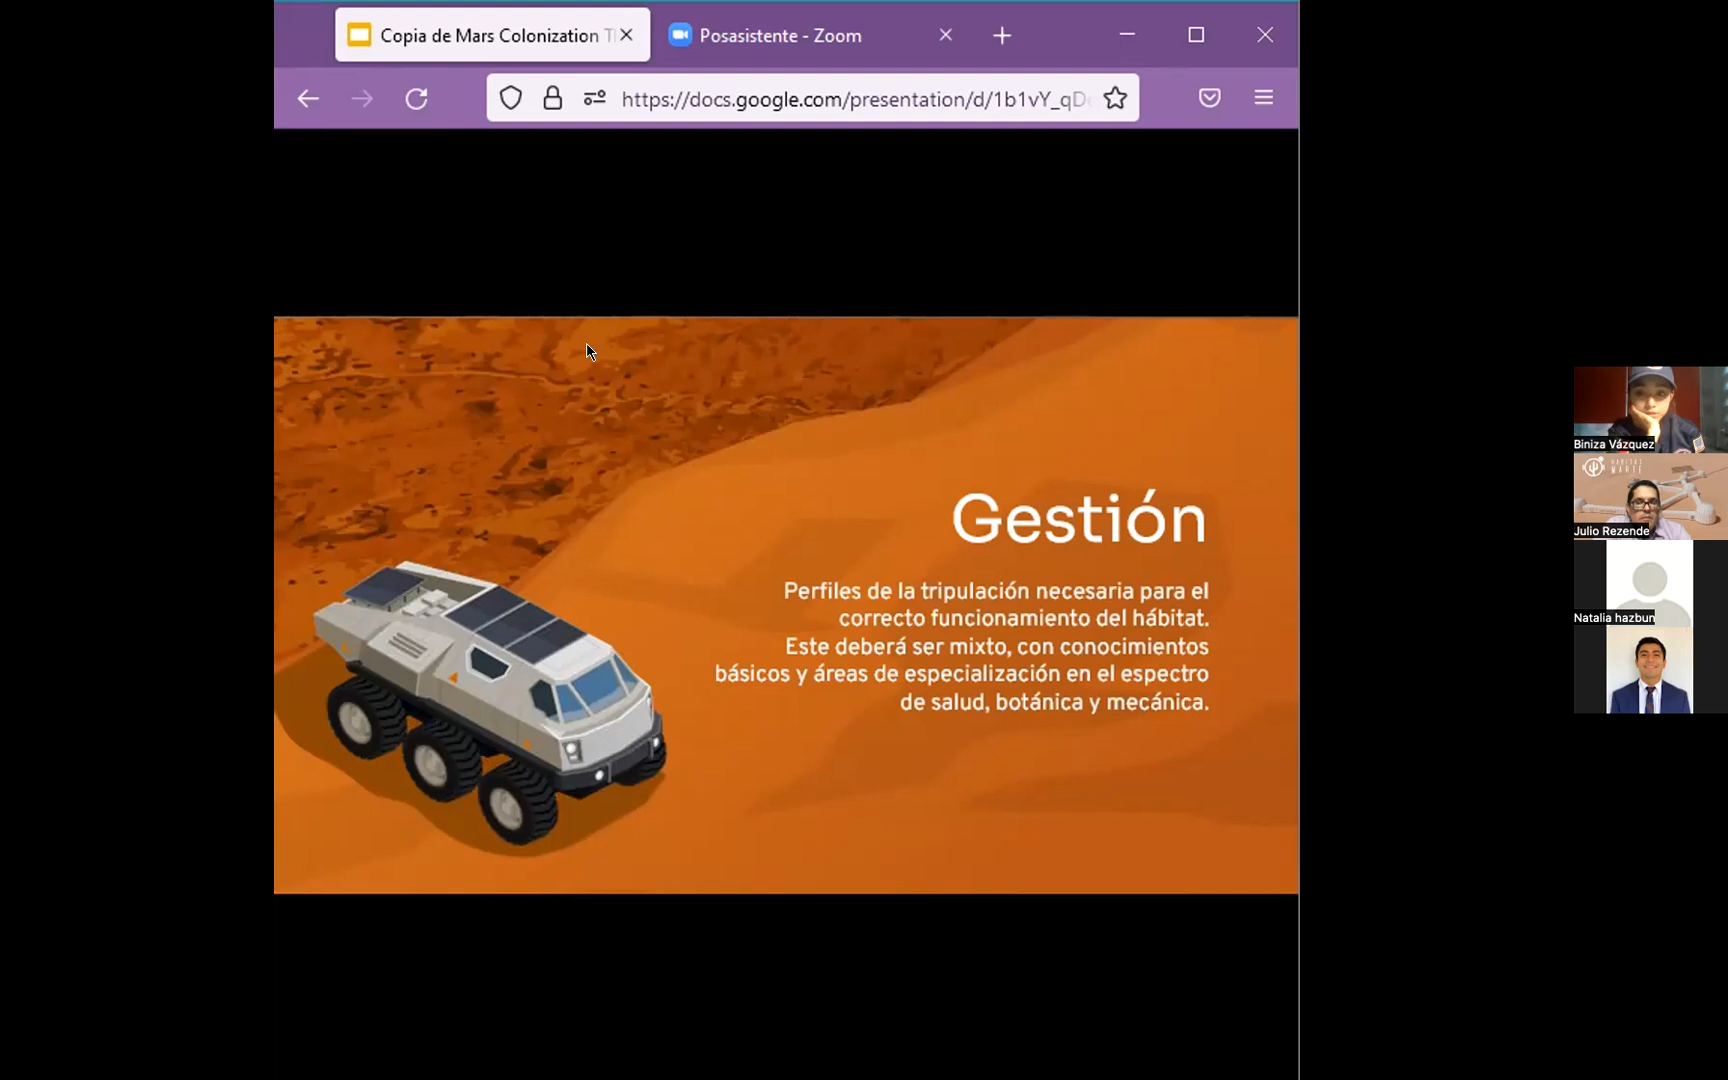 Copia de Mars Colonization T
Posasistente - Zoom
https://docs.google.com/presentation/d/1b1vY_qD
Gestión
Perfiles de la tripulación necesaria para el
correcto funcionamiento del hábitat.
Este deberá ser mixto, con conocimientos
básicos y áreas de especialización en el espectro
de salud, botánica y mecánica.
Biniza Vázquez
HABITAT
MARTE
Julio Rezende
Natalia hazbun